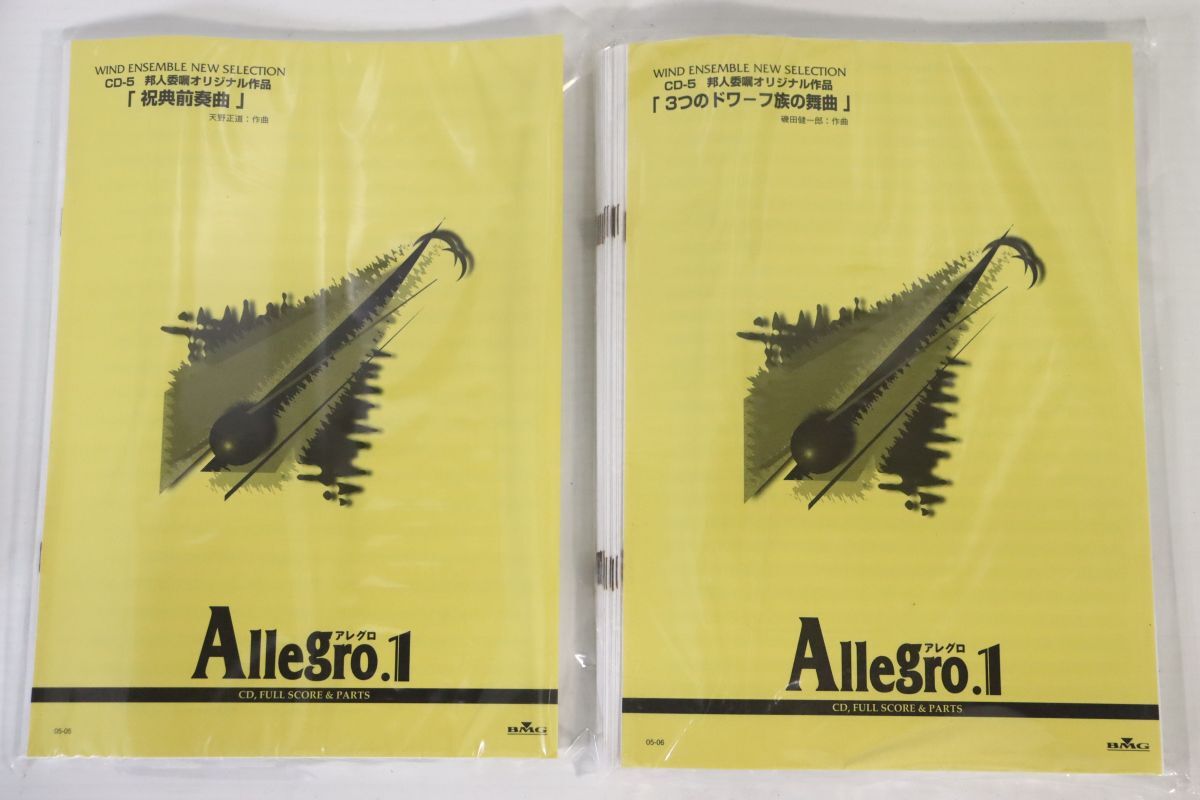 WIND ENSEMBLE NEW SELECTION
CD-5 邦人委嘱オリジナル作品
「 祝典前奏曲 」
天野正道：作曲
アレグロ
Allegro.1
CD, FULL SCORE & PARTS
05-06
BMG
WIND ENSEMBLE NEW SELECTION
CD-5 邦人委嘱オリジナル作品
「 3つのドワーフ族の舞曲 」
磯田健一郎：作曲
アレグロ
Allegro.1
CD, FULL SCORE & PARTS
05-06
BMG